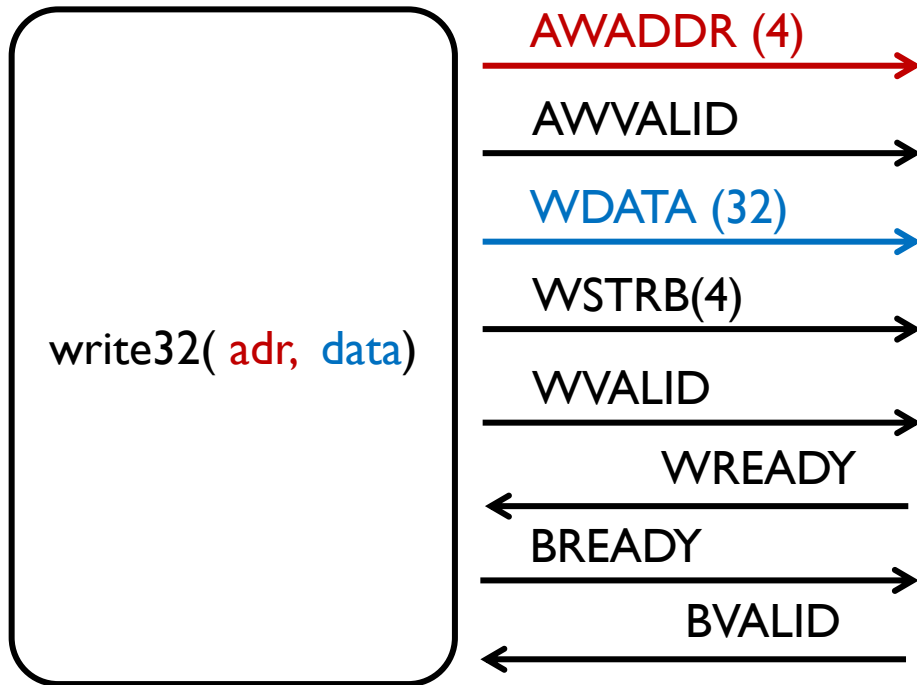 AWADDR (4)
AWVALID
WDATA (32)
WSTRB(4)
write32( adr, data)
WVALID
WREADY
BREADY
BVALID